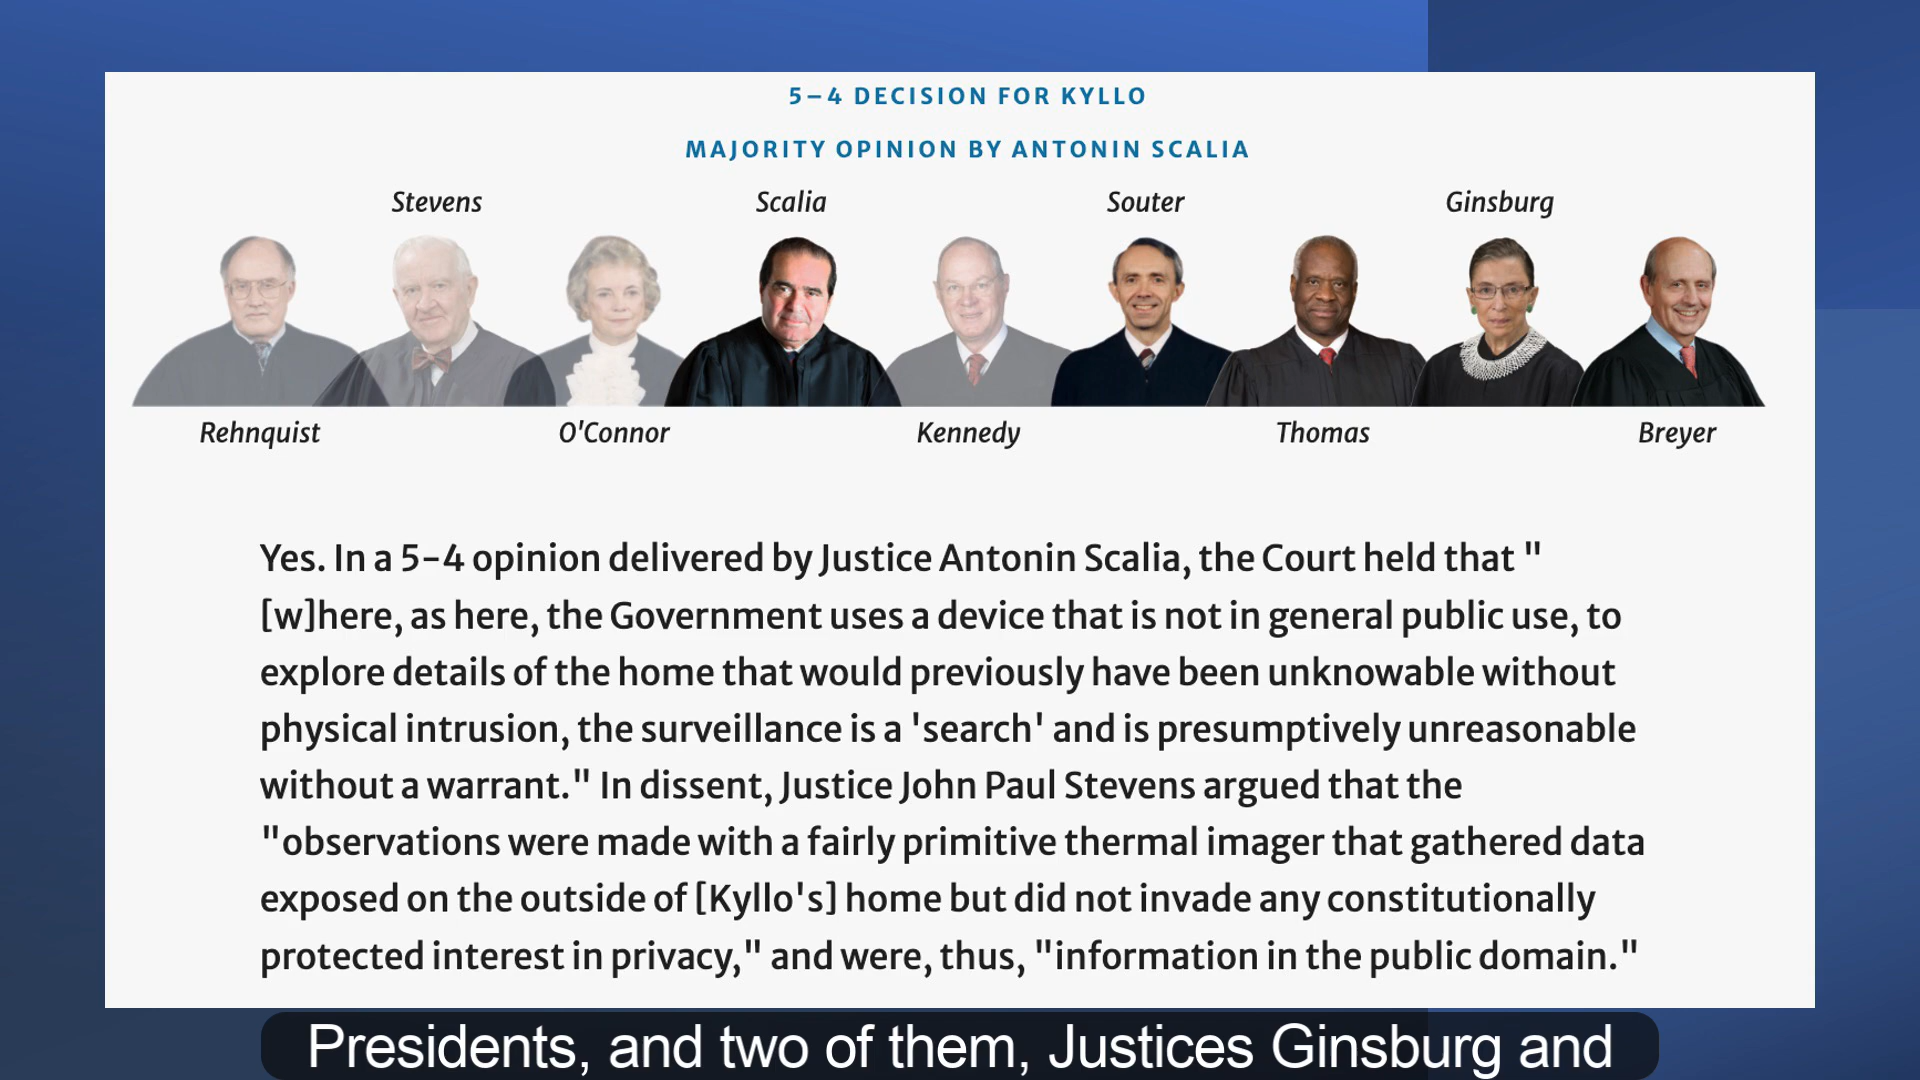 5–4 DECISION FOR KYLLO
MAJORITY OPINION BY ANTONIN SCALIA
Stevens Scalia Souter Ginsburg
Rehnquist O'Connor Kennedy Thomas Breyer
Yes. In a 5–4 opinion delivered by Justice Antonin Scalia, the Court held that "
[w]here, as here, the Government uses a device that is not in general public use, to
explore details of the home that would previously have been unknowable without
physical intrusion, the surveillance is a 'search' and is presumptively unreasonable
without a warrant." In dissent, Justice John Paul Stevens argued that the
"observations were made with a fairly primitive thermal imager that gathered data
exposed on the outside of [Kyllo's] home but did not invade any constitutionally
protected interest in privacy," and were, thus, "information in the public domain."
Presidents, and two of them, Justices Ginsburg and